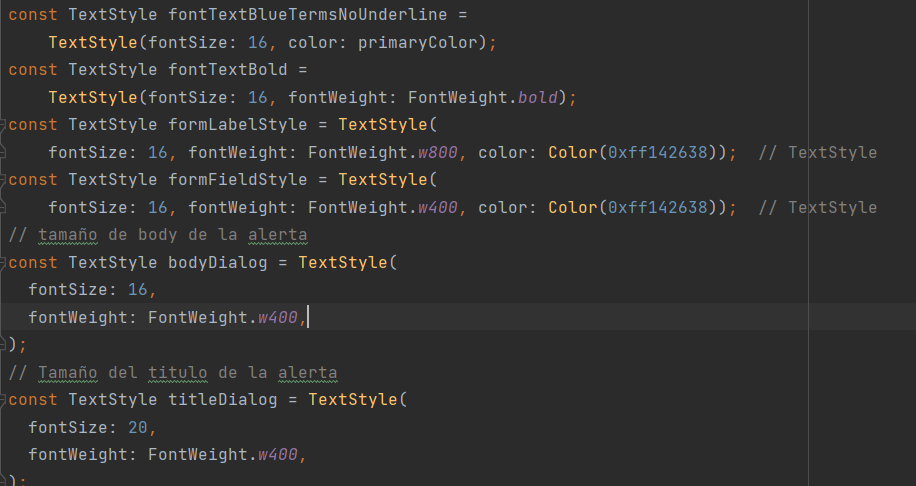 const TextStyle fontTextBlueTermsNoUnderline =
    TextStyle(fontSize: 16, color: primaryColor);
const TextStyle fontTextBold =
    TextStyle(fontSize: 16, fontWeight: FontWeight.bold);
const TextStyle formLabelStyle = TextStyle(
    fontSize: 16, fontWeight: FontWeight.w800, color: Color(0xff142638));  // TextStyle
const TextStyle formFieldStyle = TextStyle(
    fontSize: 16, fontWeight: FontWeight.w400, color: Color(0xff142638));  // TextStyle
// tamaño de body de la alerta
const TextStyle bodyDialog = TextStyle(
  fontSize: 16,
  fontWeight: FontWeight.w400,
);
// Tamaño del titulo de la alerta
const TextStyle titleDialog = TextStyle(
  fontSize: 20,
  fontWeight: FontWeight.w400,
);